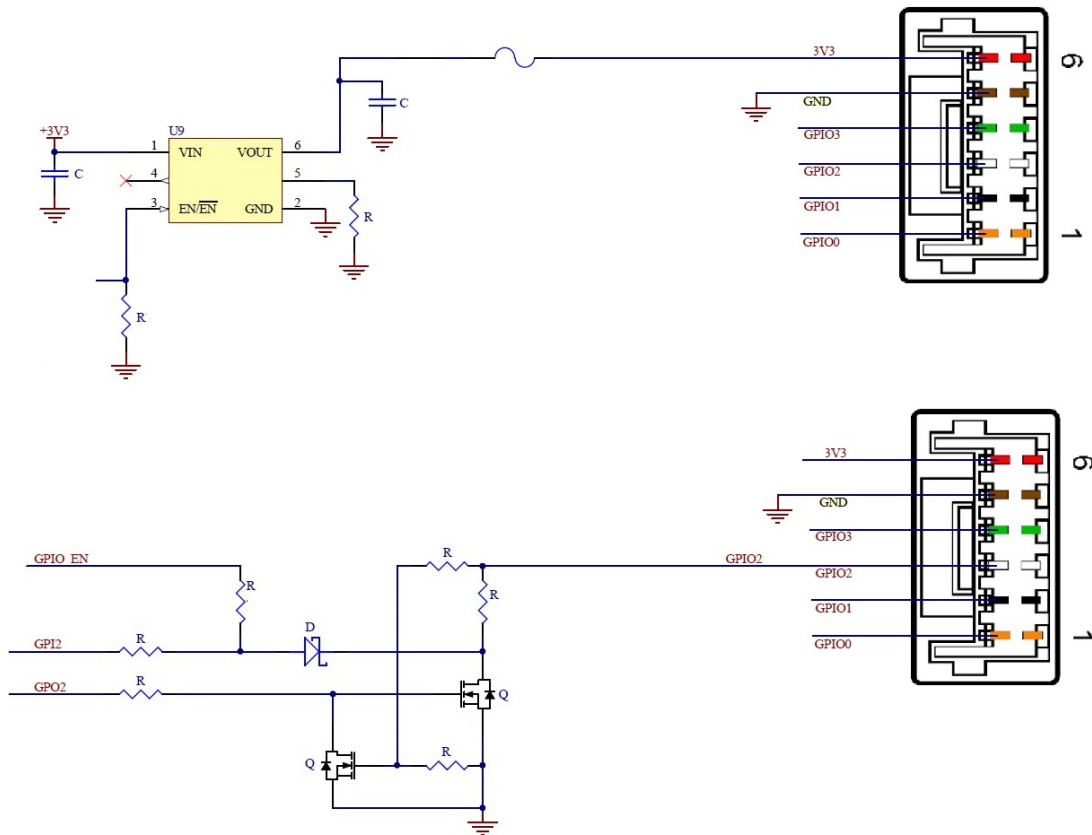 3V3
6
C
GND
+3V3
U9
GPIO3
1 VIN VOUT 6
C
GPIO2
4 5
3 EN/EN GND 2
R
GPIO1
1
GPIO0
R
3V3
6
GND
GPIO3
GPIO_EN
R
GPIO2
GPIO2
R
R
GPIO1
D
GPI2
R
GPIO0
1
GPO2
R
Q
Q
R